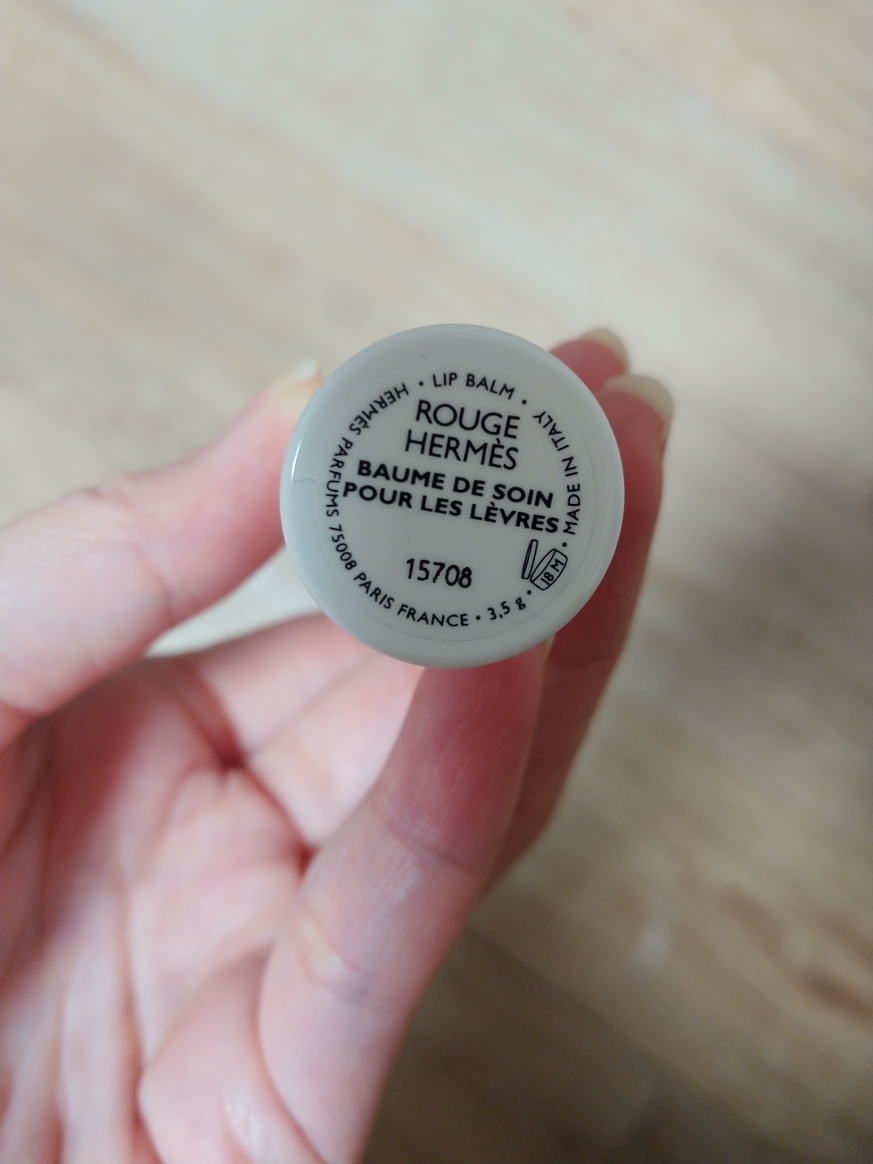 • LIP BALM •
ROUGE
HERMÈS
BAUME DE SOIN
POUR LES LÈVRES
15708
18 M
HERMÈS PARFUMS 75008 PARIS FRANCE • 3,5 g •
• MADE IN ITALY